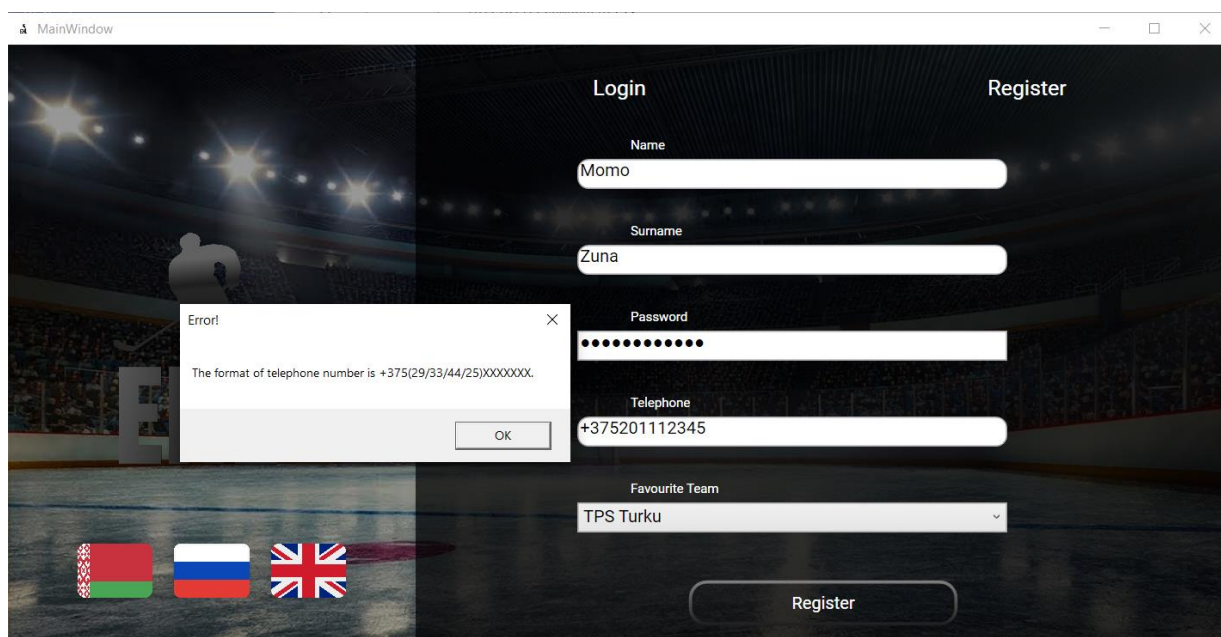 MainWindow
Login
Register
Name
Momo
Surname
Zuna
Error!
Password
●●●●●●●●●●●●
The format of telephone number is +375(29/33/44/25)XXXXXXX.
Telephone
+375201112345
OK
Favourite Team
TPS Turku
Register